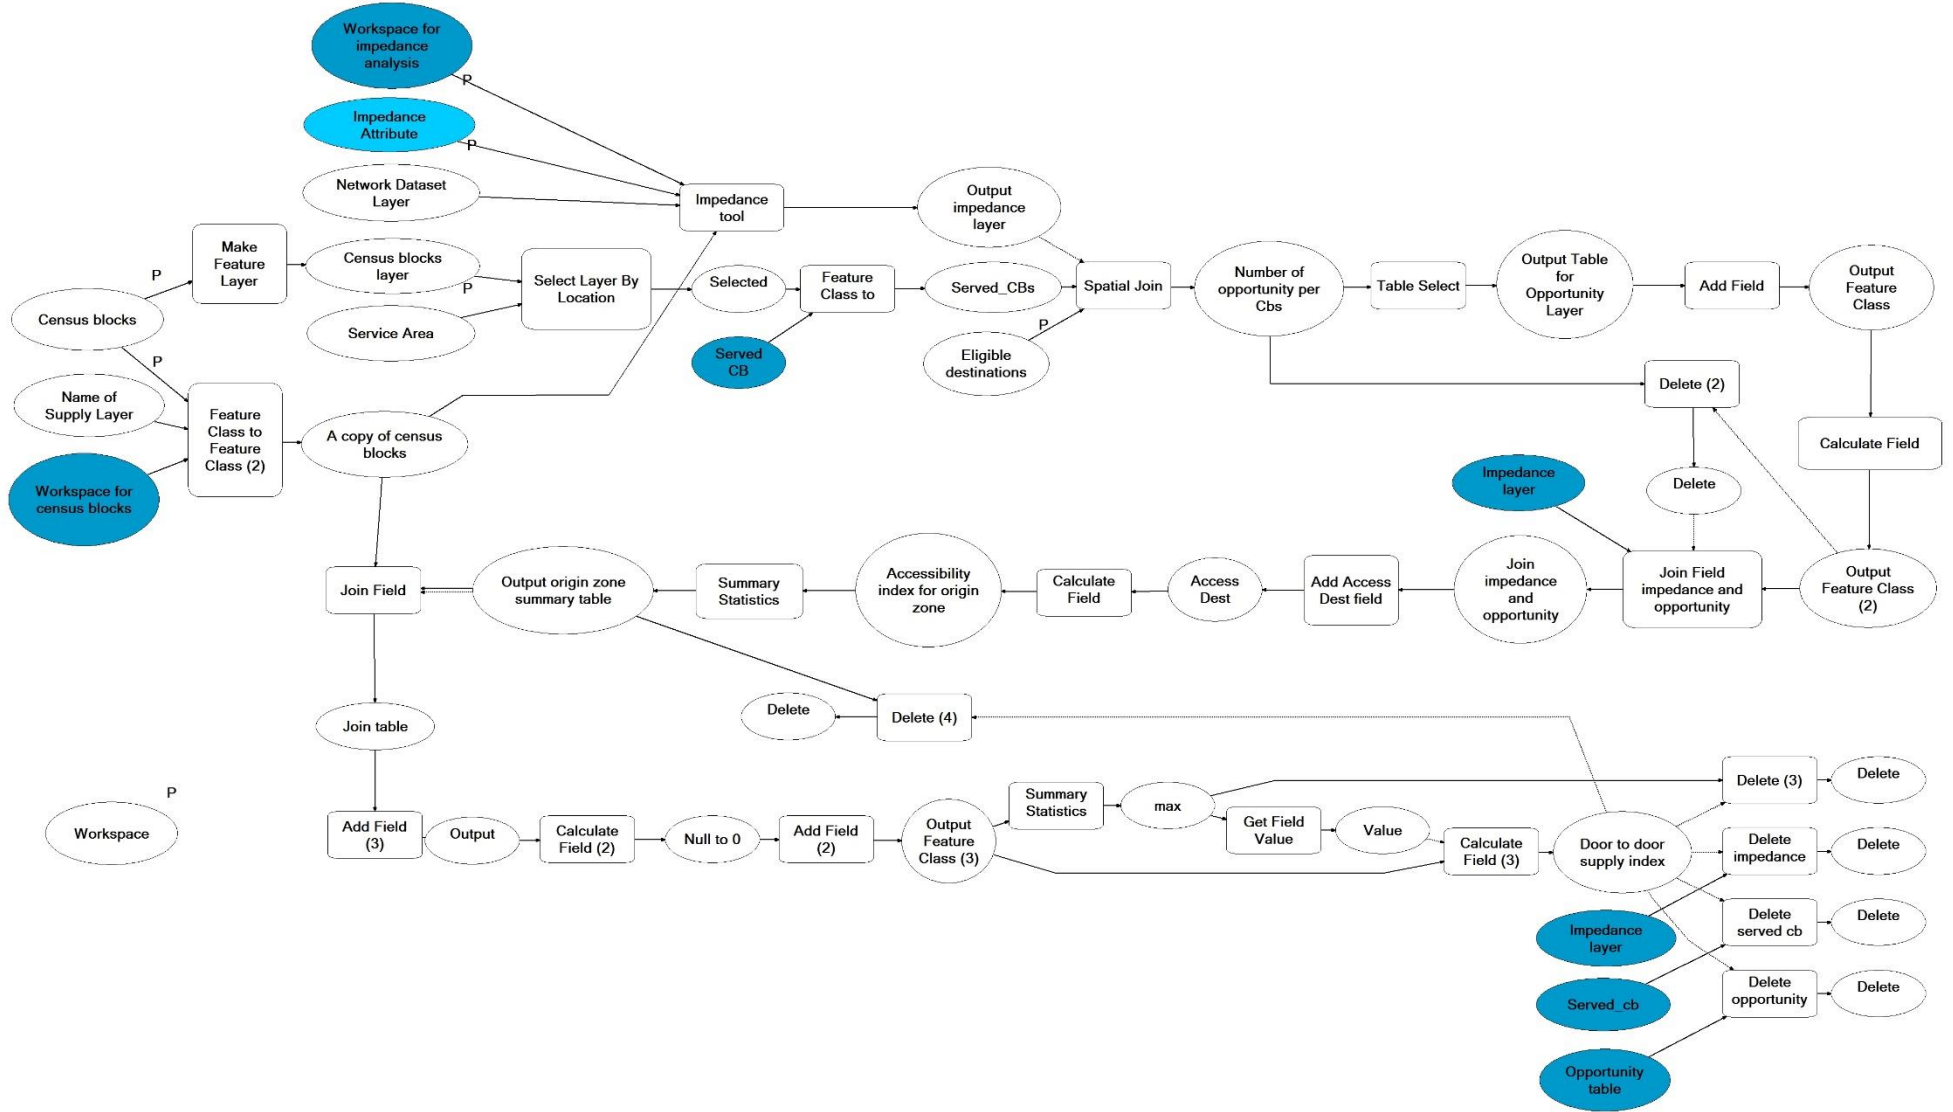 Workspace for
impedance
analysis
P
Impedance
Attribute
P
Network Dataset
Layer
Impedance
tool
Output
impedance
layer
Make
Feature
Layer
P
Census blocks
layer
P
Select Layer By
Location
Selected
Feature
Class to
Served_CBs
Spatial Join
Number of
opportunity per
Cbs
Table Select
Output Table
for
Opportunity
Layer
Add Field
Output
Feature
Class
Census blocks
P
Service Area
Served
CB
P
Eligible
destinations
Delete (2)
Name of
Supply Layer
Feature
Class to
Feature
Class (2)
A copy of census
blocks
Calculate Field
Workspace for
census blocks
Impedance
layer
Delete
Join Field
Output origin zone
summary table
Summary
Statistics
Accessibility
index for origin
zone
Calculate
Field
Access
Dest
Add Access
Dest field
Join
impedance
and
opportunity
Join Field
impedance and
opportunity
Output
Feature Class
(2)
Join table
Delete
Delete (4)
P
Workspace
Add Field
(3)
Output
Calculate
Field (2)
Null to 0
Add Field
(2)
Output
Feature
Class (3)
Summary
Statistics
max
Get Field
Value
Value
Calculate
Field (3)
Door to door
supply index
Delete (3)
Delete
Delete
impedance
Delete
Delete
served cb
Delete
Delete
opportunity
Delete
Impedance
layer
Served_cb
Opportunity
table